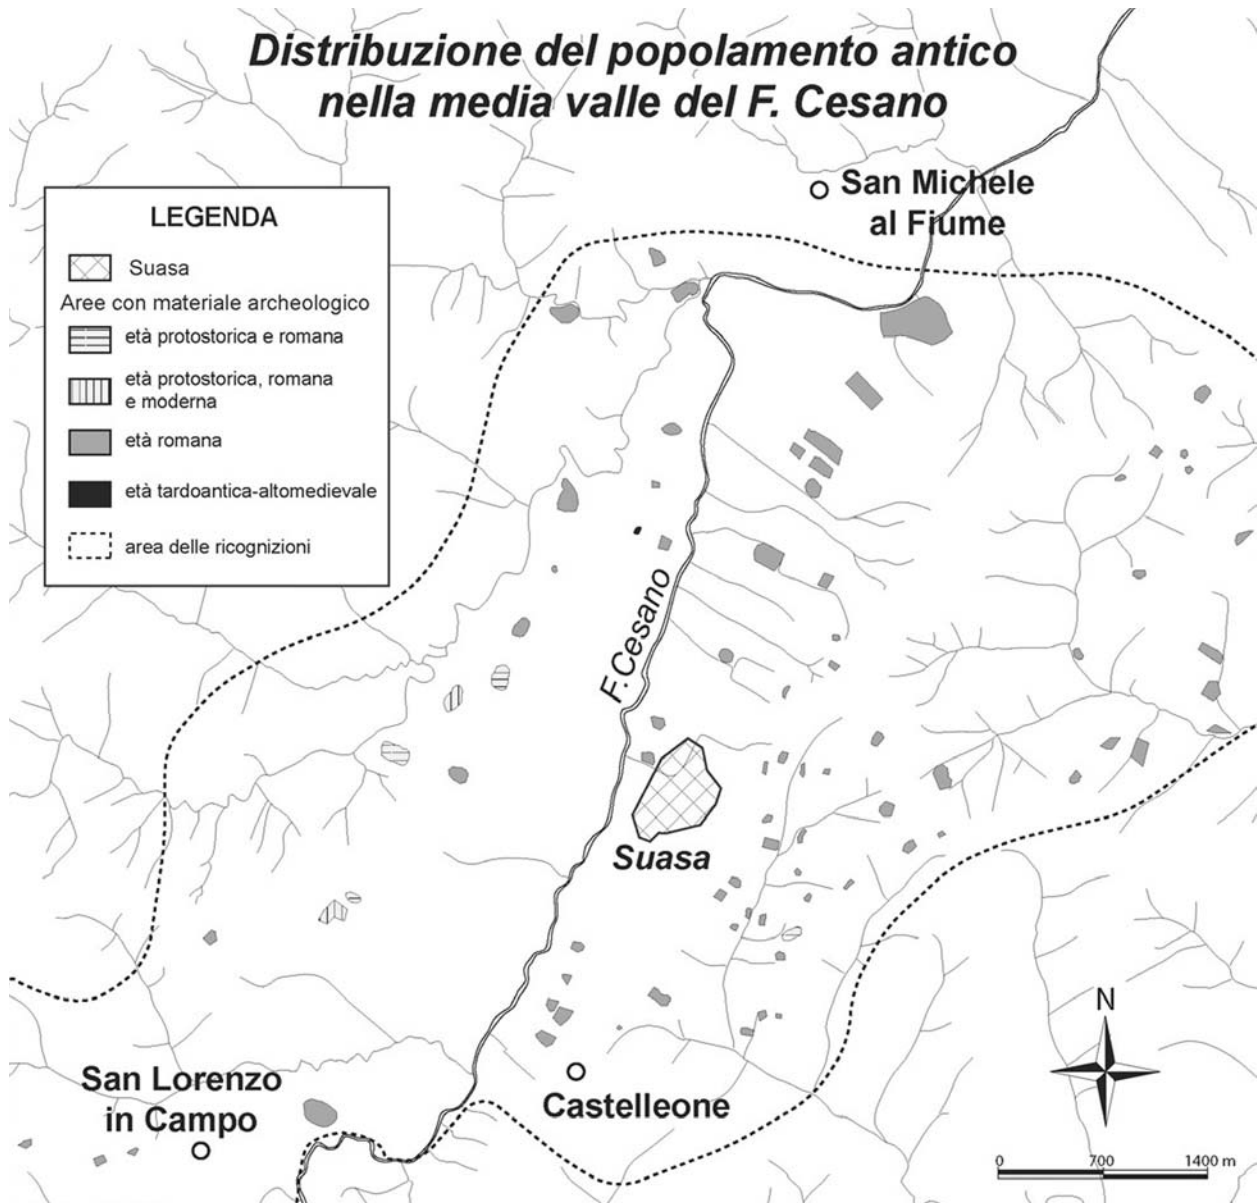 Distribuzione del popolamento antico
nella media valle del F. Cesano
San Michele
al Fiume
LEGENDA
Suasa
Aree con materiale archeologico
età protostorica e romana
età protostorica, romana
e moderna
età romana
età tardoantica-altomedievale
area delle ricognizioni
F. Cesano
Suasa
N
San Lorenzo
in Campo
Castelleone
0 700 1400 m